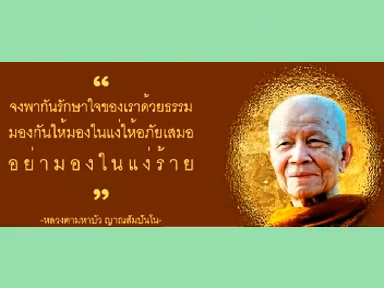 “
จงพากันรักษาใจของเราด้วยธรรม
มองกันให้มองในแง่ให้อภัยเสมอ
อย่ามองในแง่ร้าย
”
-หลวงตามหาบัว ญาณสัมปันโน-